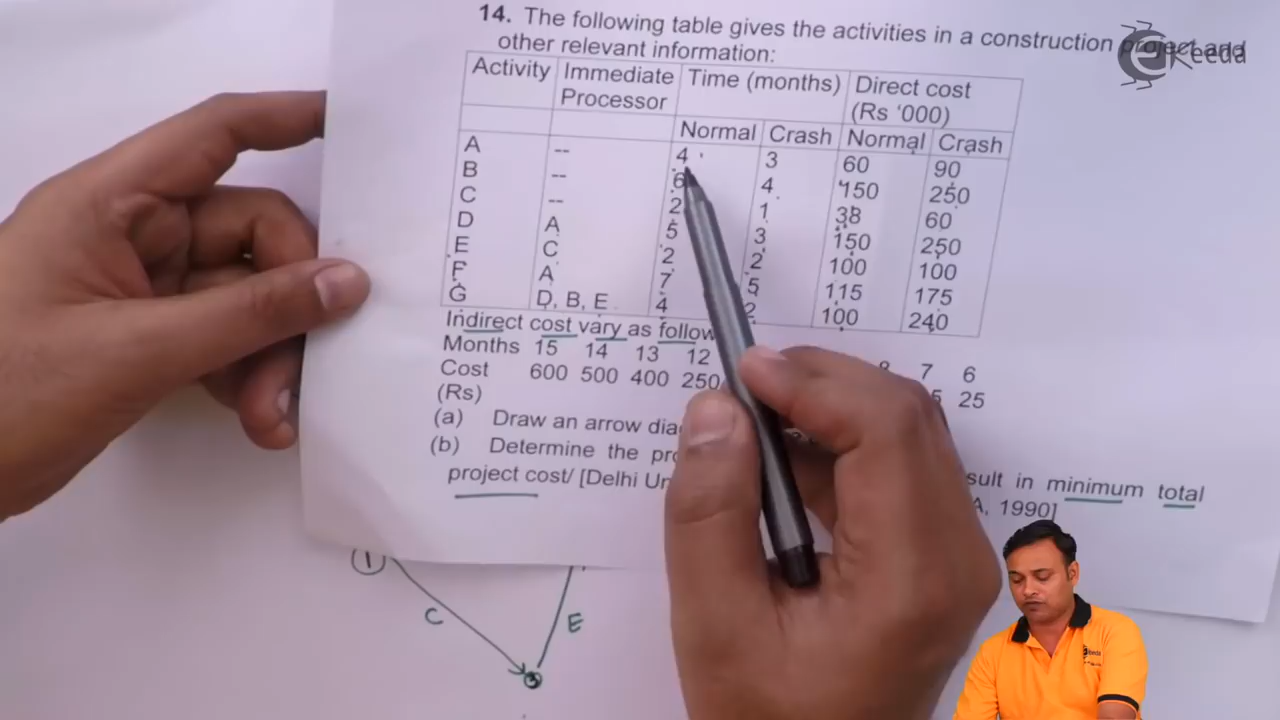 14. The following table gives the activities in a construction project and
other relevant information:
eKeeda
Activity Immediate Processor Time (months) Direct cost (Rs '000)
Normal Crash Normal Crash
A -- 4 3 60 90
B -- 6 4 150 250
C -- 2 1 38 60
D A 5 3 150 250
E C 2 2 100 100
F A 7 5 115 175
G D, B, E 4 2 100 240
Indirect cost vary as follow
Months 15 14 13 12 8 7 6
Cost 600 500 400 250 5 25
(Rs)
(a) Draw an arrow dia
(b) Determine the pro sult in minimum total
project cost/ [Delhi Un A, 1990]
1
C E
3